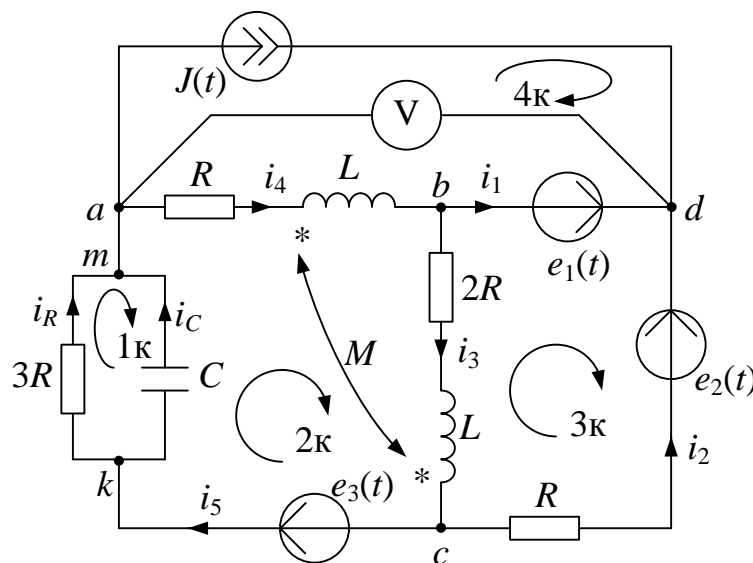 J(t)
4к
V
R
i4
L
b
i1
a
d
*
e1(t)
m
2R
iR
iC
1к
M
i3
3R
C
e2(t)
L
2к
3к
*
k
i2
i5
e3(t)
R
c